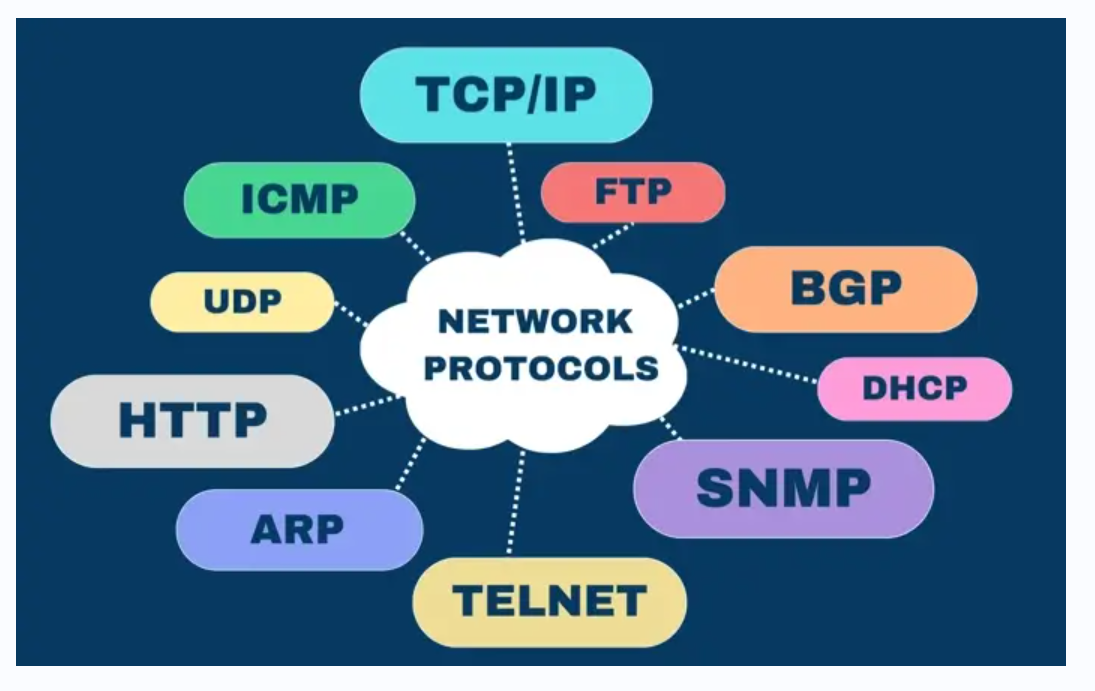 TCP/IP
ICMP
FTP
UDP
BGP
NETWORK
PROTOCOLS
DHCP
HTTP
SNMP
ARP
TELNET